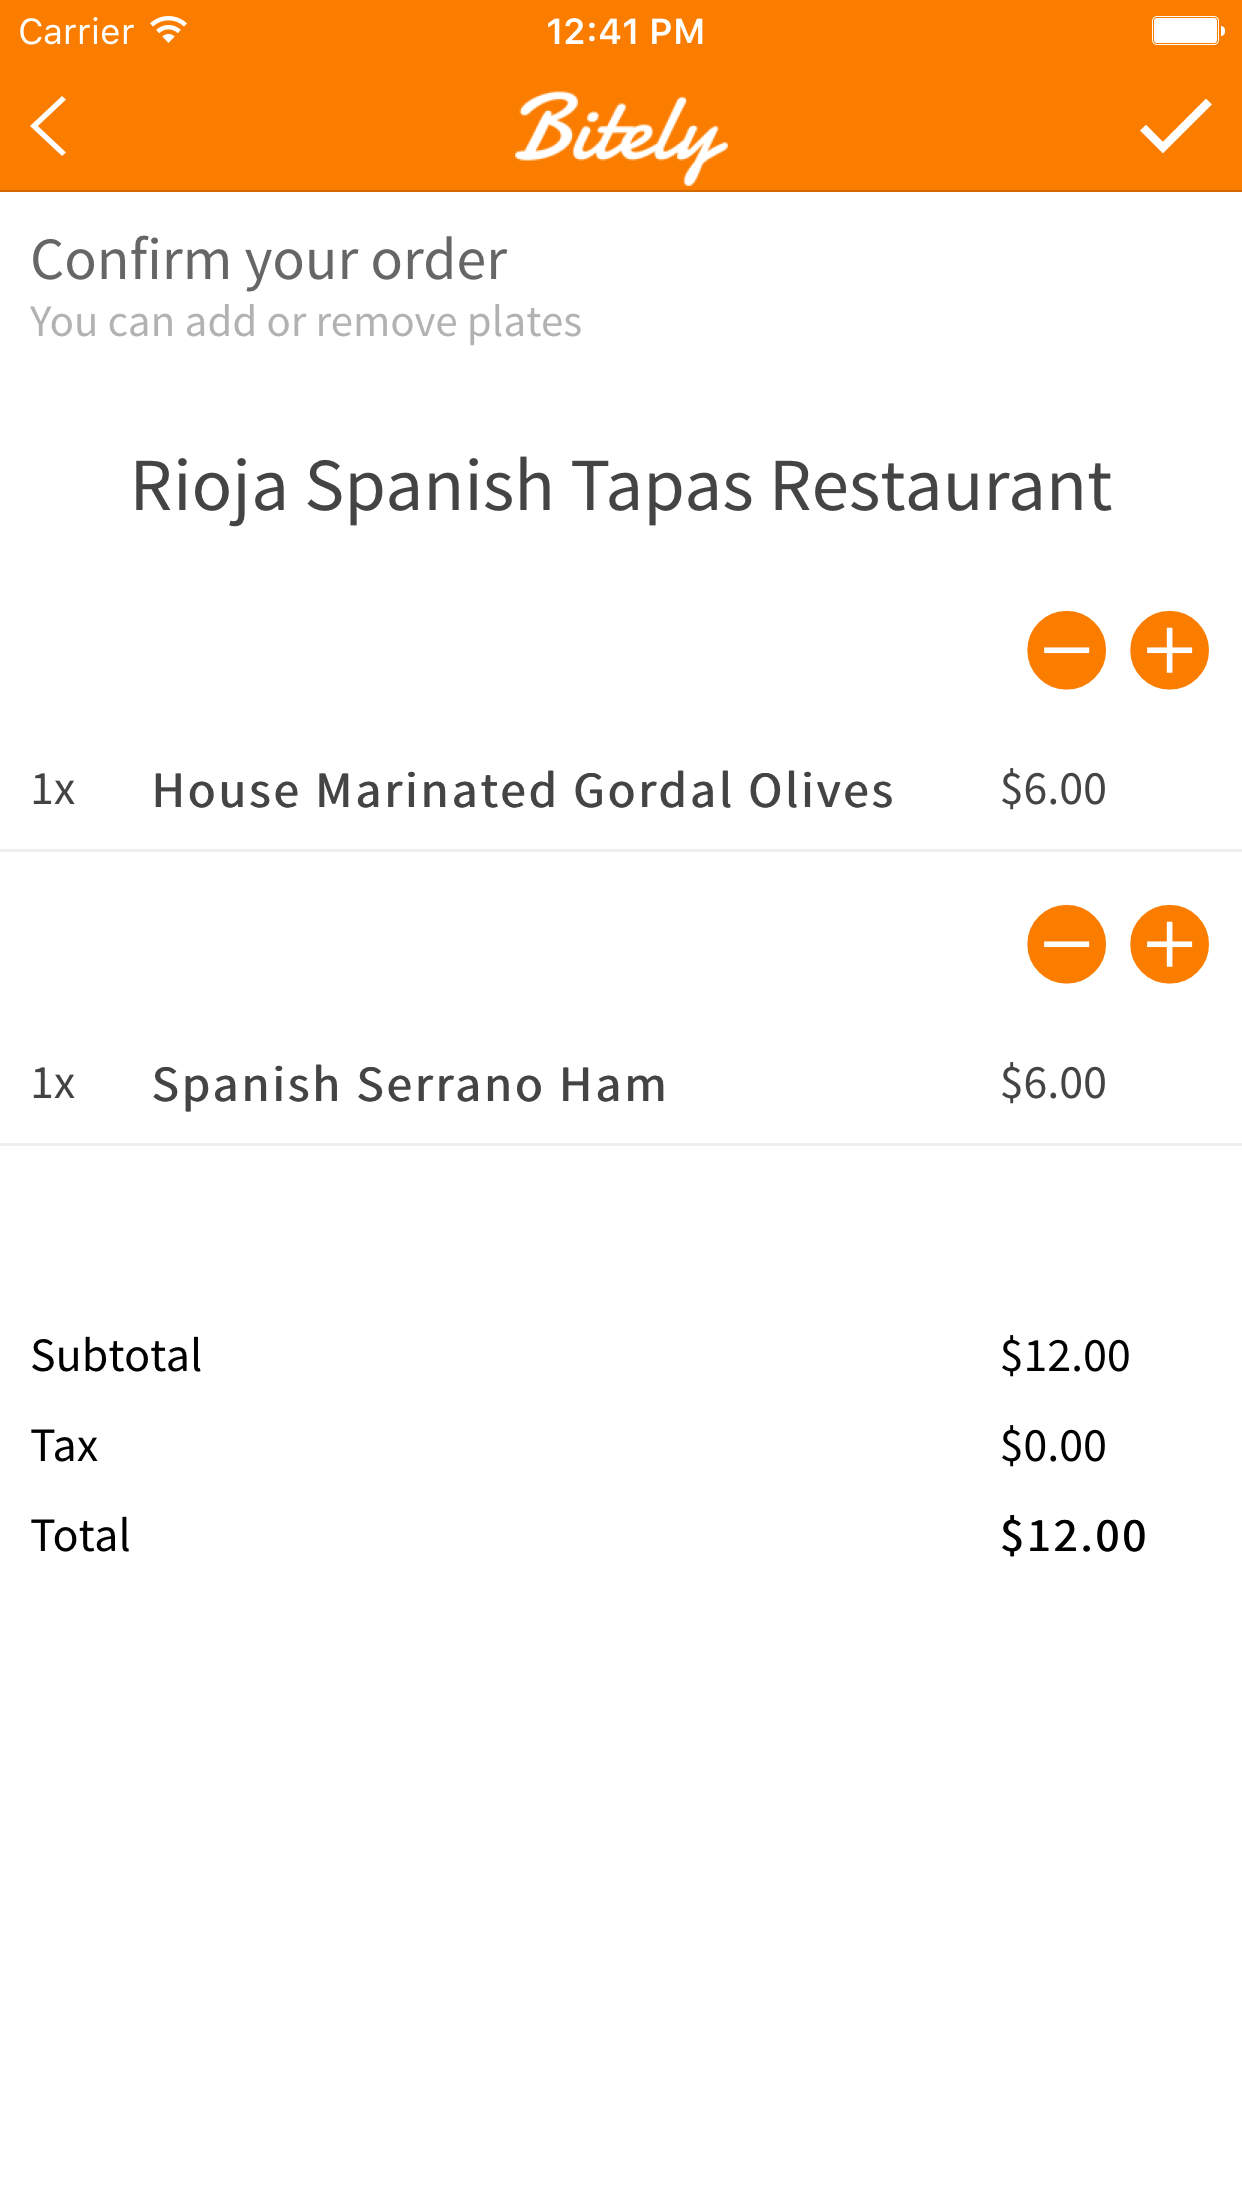 Carrier 12:41 PM
Bitely
Confirm your order
You can add or remove plates
Rioja Spanish Tapas Restaurant
1x House Marinated Gordal Olives $6.00
1x Spanish Serrano Ham $6.00
Subtotal $12.00
Tax $0.00
Total $12.00